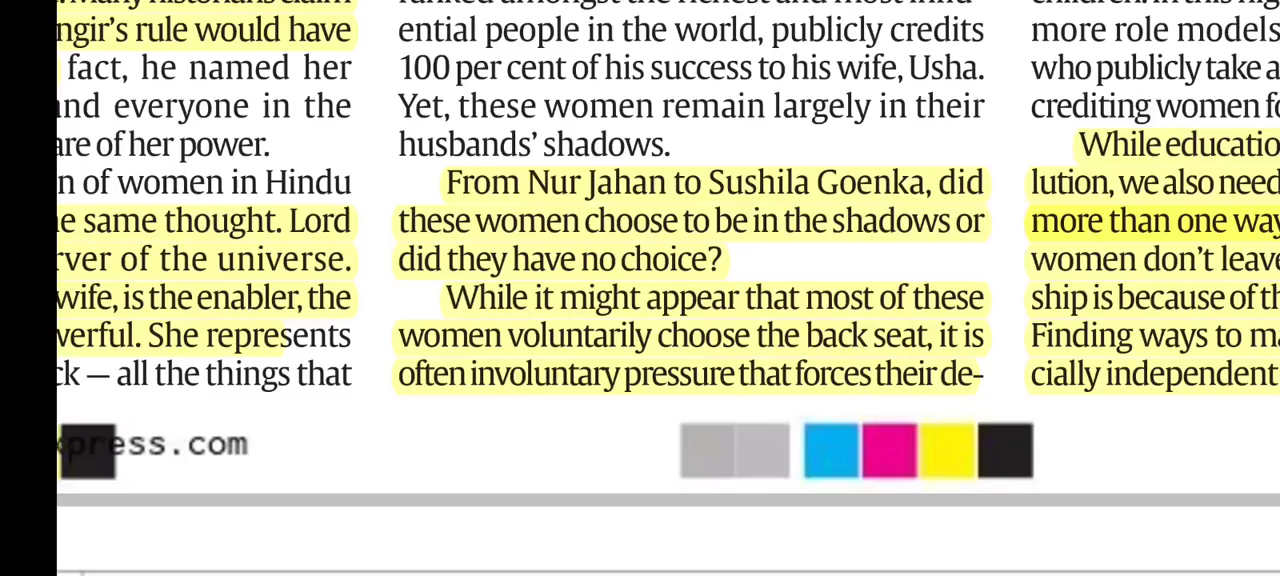 ngir's rule would have
fact, he named her
and everyone in the
are of her power.
n of women in Hindu
e same thought. Lord
rver of the universe.
wife, is the enabler, the
werful. She represents
ck — all the things that
press.com
ential people in the world, publicly credits
100 per cent of his success to his wife, Usha.
Yet, these women remain largely in their
husbands' shadows.
From Nur Jahan to Sushila Goenka, did
these women choose to be in the shadows or
did they have no choice?
While it might appear that most of these
women voluntarily choose the back seat, it is
often involuntary pressure that forces their de-
more role models
who publicly take a
crediting women fo
While educatio
lution, we also need
more than one way
women don't leave
ship is because of th
Finding ways to ma
cially independent